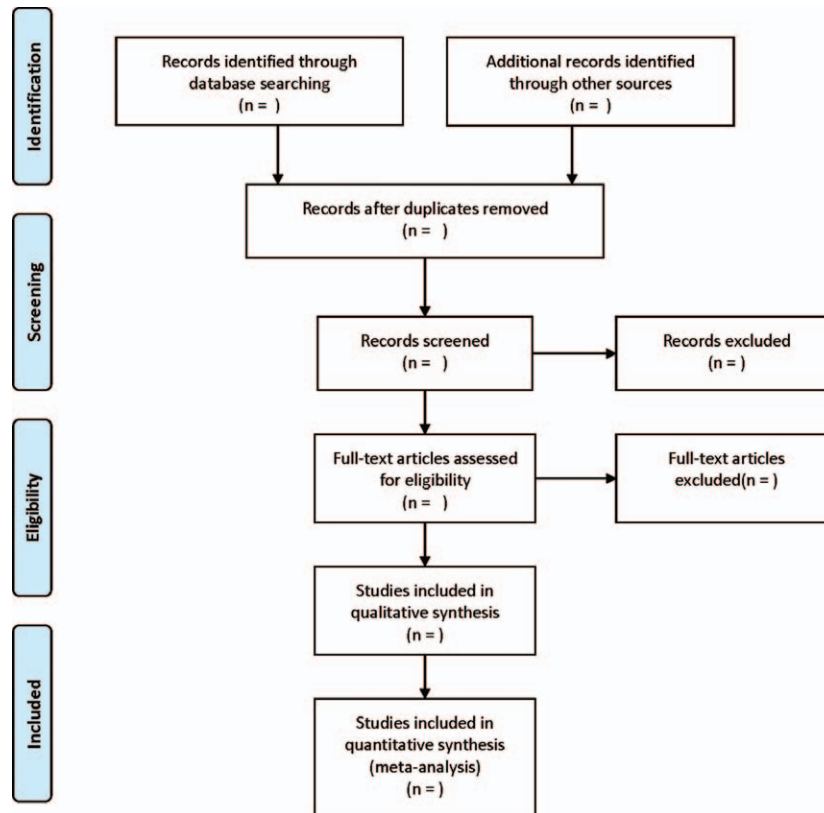 Identification
Records identified through
database searching
(n =  )
Additional records identified
through other sources
(n =  )
Records after duplicates removed
(n =  )
Screening
Records screened
(n =  )
Records excluded
(n = )
Eligibility
Full-text articles assessed
for eligibility
(n =  )
Full-text articles
excluded(n = )
Studies included in
qualitative synthesis
(n = )
Included
Studies included in
quantitative synthesis
(meta-analysis)
(n = )